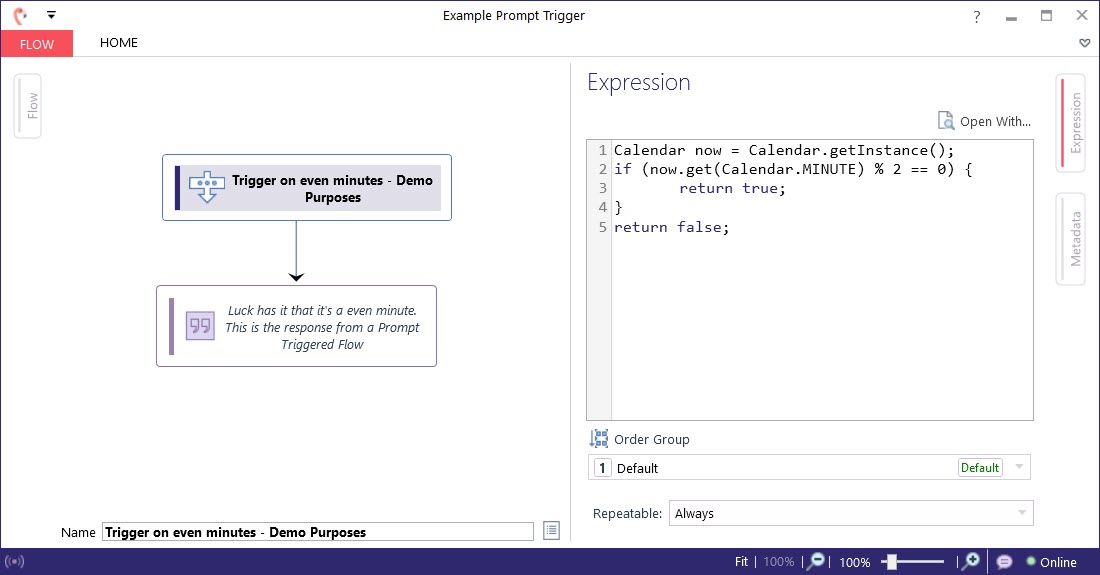 Example Prompt Trigger
?
FLOW
HOME
Flow
Trigger on even minutes - Demo
Purposes
Luck has it that it's a even minute.
This is the response from a Prompt
Triggered Flow
Name
Trigger on even minutes - Demo Purposes
Expression
Open With...
1 Calendar now = Calendar.getInstance();
2 if (now.get(Calendar.MINUTE) % 2 == 0) {
3 return true;
4 }
5 return false;
Order Group
1 Default
Default
Repeatable:
Always
Expression
Metadata
Fit | 100% | 100% | Online